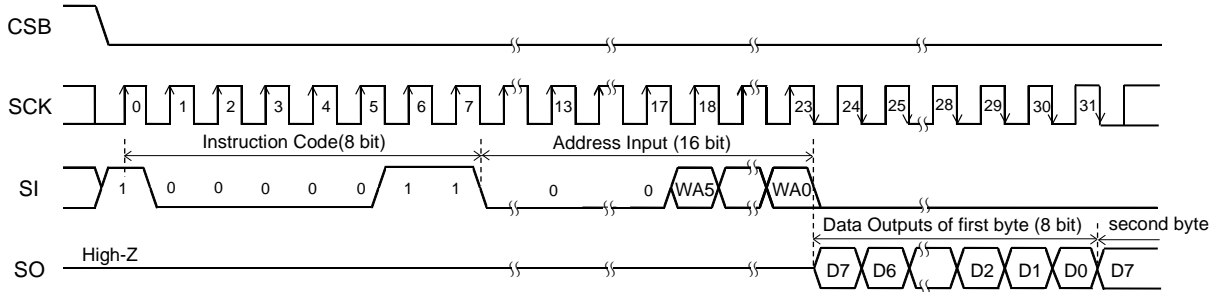 CSB
SCK 0 1 2 3 4 5 6 7 13 17 18 23 24 25 28 29 30 31
Instruction Code(8 bit) Address Input (16 bit)
SI 1 0 0 0 0 0 1 1 0 0 WA5 WA0
Data Outputs of first byte (8 bit) second byte
High-Z
SO D7 D6 D2 D1 D0 D7